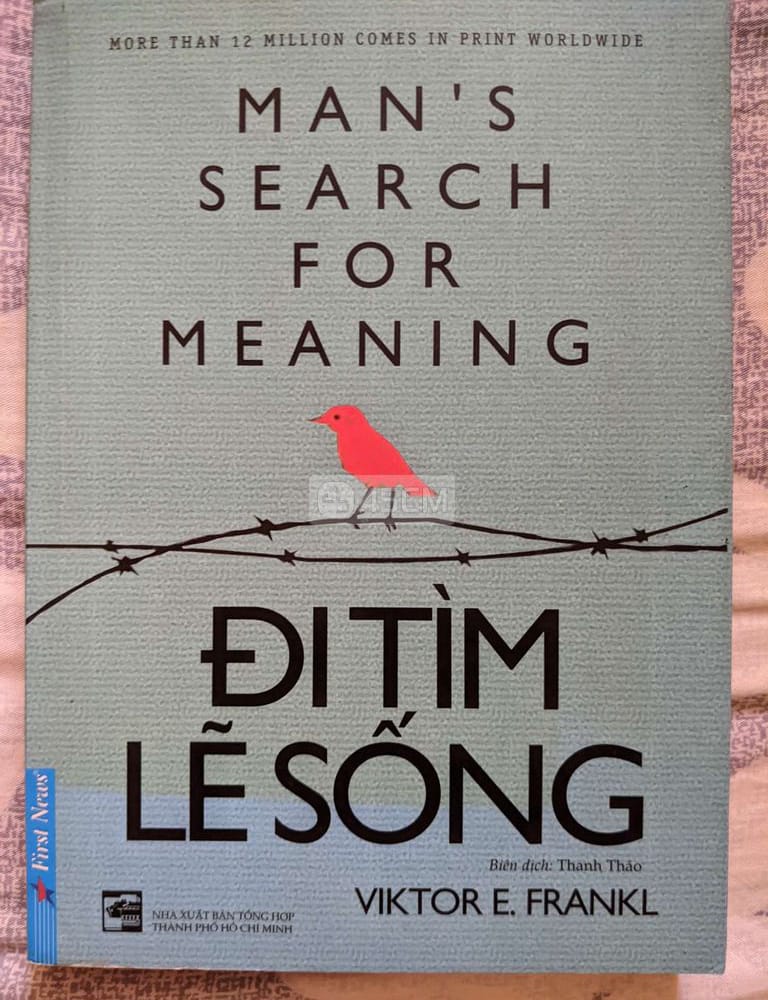 MORE THAN 12 MILLION COMES IN PRINT WORLDWIDE
MAN'S
SEARCH
FOR
MEANING
ĐI TÌM
LẼ SỐNG
Biên dịch: Thanh Thảo
VIKTOR E. FRANKL
First News
NHÀ XUẤT BẢN TỔNG HỢP
THÀNH PHỐ HỒ CHÍ MINH